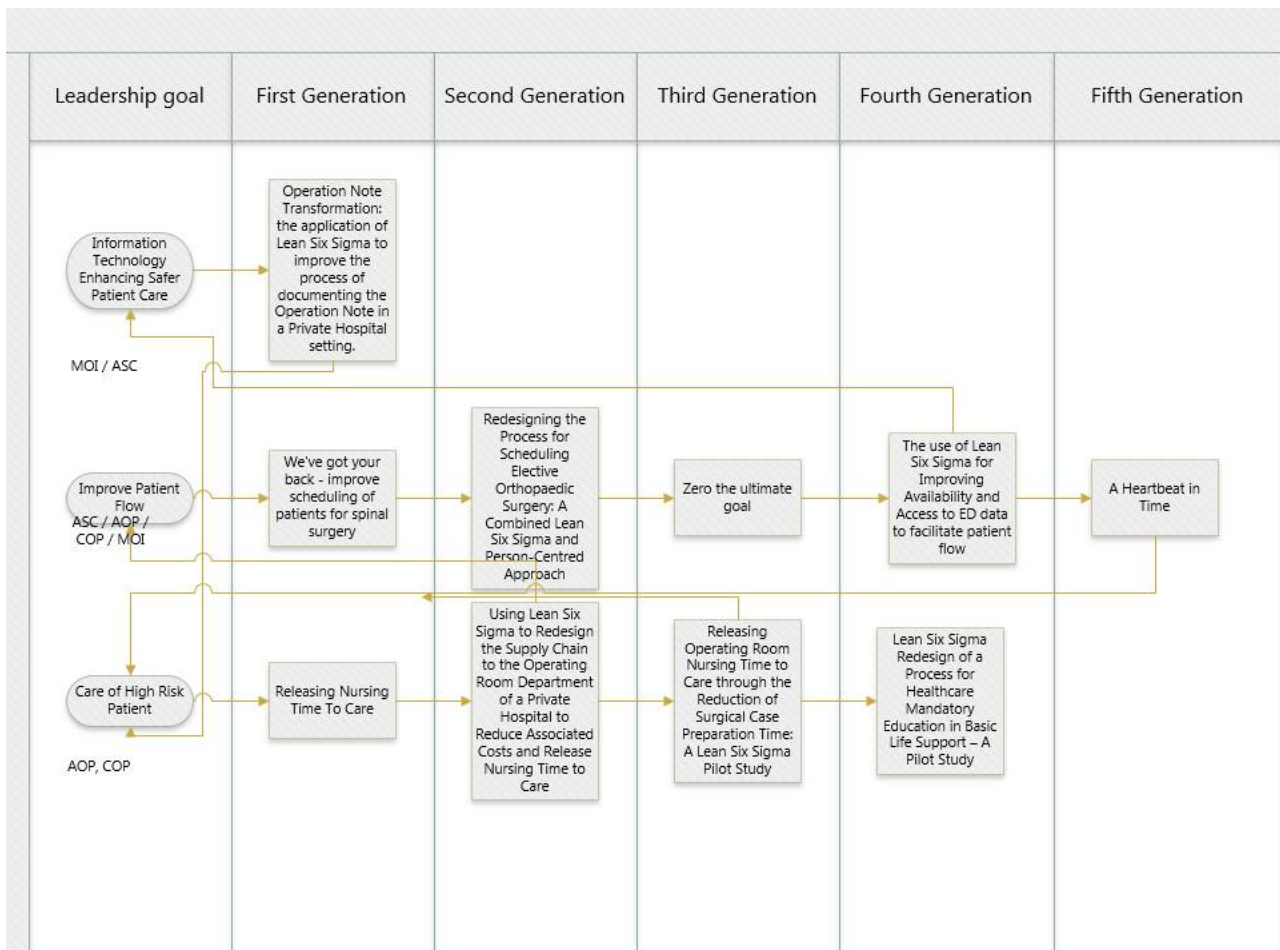 Leadership goal
First Generation
Second Generation
Third Generation
Fourth Generation
Fifth Generation
Information
Technology
Enhancing Safer
Patient Care
MOI / ASC
Operation Note
Transformation:
the application of
Lean Six Sigma to
improve the
process of
documenting the
Operation Note in
a Private Hospital
setting.
Improve Patient
Flow
ASC / AOP /
COP / MOI
We've got your
back - improve
scheduling of
patients for spinal
surgery
Redesigning the
Process for
Scheduling
Elective
Orthopaedic
Surgery: A
Combined Lean
Six Sigma and
Person-Centred
Approach
Zero the ultimate
goal
The use of Lean
Six Sigma for
Improving
Availability and
Access to ED data
to facilitate patient
flow
A Heartbeat in
Time
Care of High Risk
Patient
AOP, COP
Releasing Nursing
Time To Care
Using Lean Six
Sigma to Redesign
the Supply Chain
to the Operating
Room Department
of a Private
Hospital to
Reduce Associated
Costs and Release
Nursing Time to
Care
Releasing
Operating Room
Nursing Time to
Care through the
Reduction of
Surgical Case
Preparation Time:
A Lean Six Sigma
Pilot Study
Lean Six Sigma
Redesign of a
Process for
Healthcare
Mandatory
Education in Basic
Life Support – A
Pilot Study